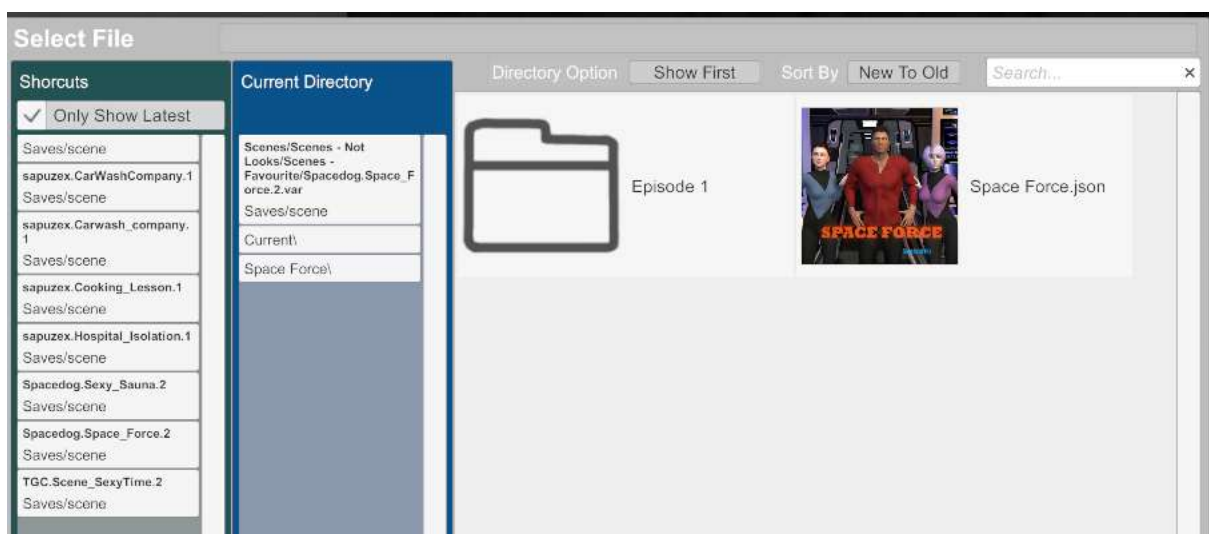 Select File
Shorcuts
Only Show Latest
Saves/scene
sapuzex.CarWashCompany.1
Saves/scene
sapuzex.Carwash_company.
1
Saves/scene
sapuzex.Cooking_Lesson.1
Saves/scene
sapuzex.Hospital_Isolation.1
Saves/scene
Spacedog.Sexy_Sauna.2
Saves/scene
Spacedog.Space_Force.2
Saves/scene
TGC.Scene_SexyTime.2
Saves/scene
Current Directory
Scenes/Scenes - Not
Looks/Scenes -
Favourite/Spacedog.Space_F
orce.2.var
Saves/scene
Current\
Space Force\
Directory Option Show First Sort By New To Old Search... ×
Episode 1
SPACE FORCE
Space Force.json